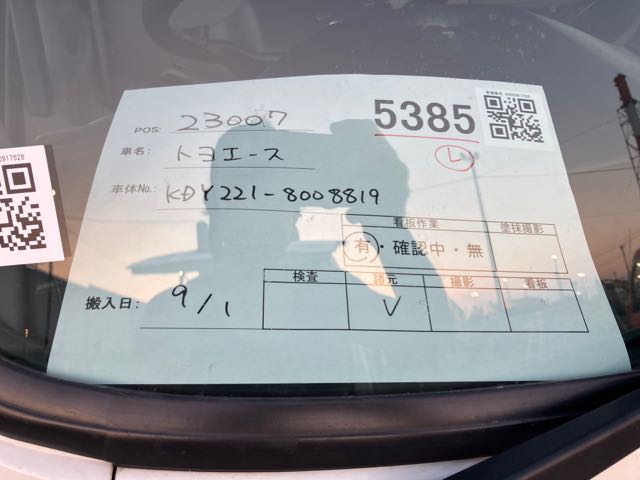 POS: 23007
5385
車名: トヨエース
L
車体No.: KDY221-8008819
看板作業 塗抹撮影
有・確認中・無
検査 諸元 撮影 看板
搬入日: 9/1 V
0917628